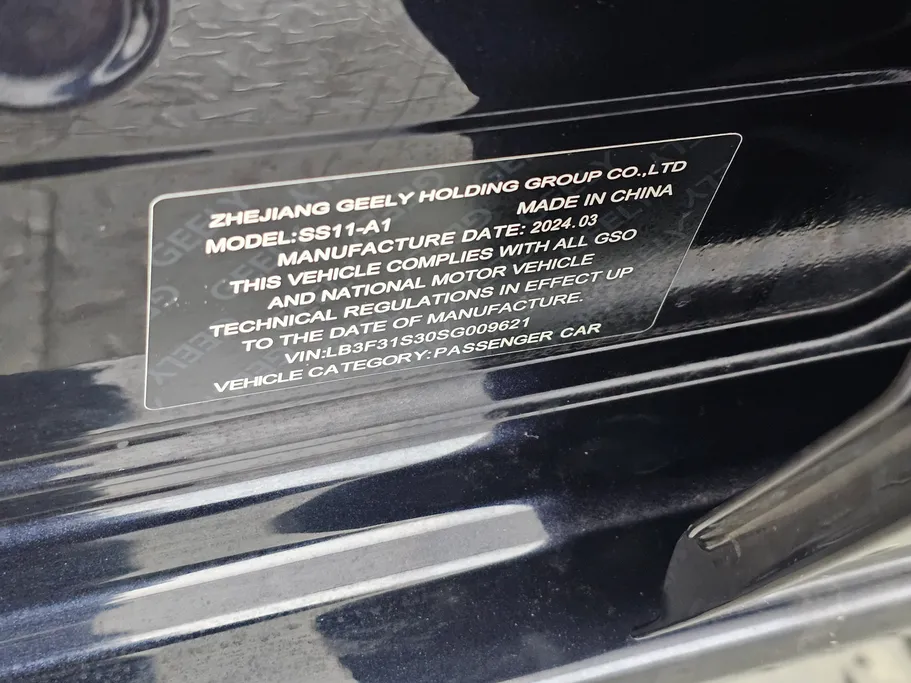 ZHEJIANG GEELY HOLDING GROUP CO.,LTD
MODEL:SS11-A1 MADE IN CHINA
MANUFACTURE DATE: 2024.03
THIS VEHICLE COMPLIES WITH ALL GSO
AND NATIONAL MOTOR VEHICLE
TECHNICAL REGULATIONS IN EFFECT UP
TO THE DATE OF MANUFACTURE.
VIN:LB3F31S30SG009621
VEHICLE CATEGORY:PASSENGER CAR